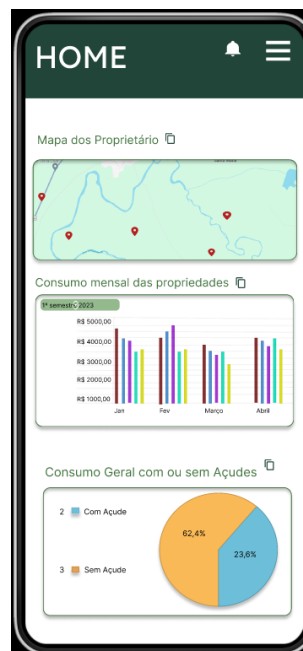 HOME
Mapa dos Proprietário
Consumo mensal das propriedades
1ª semestre 2023
R$ 5000,00
R$ 4000,00
R$ 3000,00
R$ 2000,00
R$ 1000,00
Jan Fev Março Abril
Consumo Geral com ou sem Açudes
2 Com Açude
62,4%
23,6%
3 Sem Açude